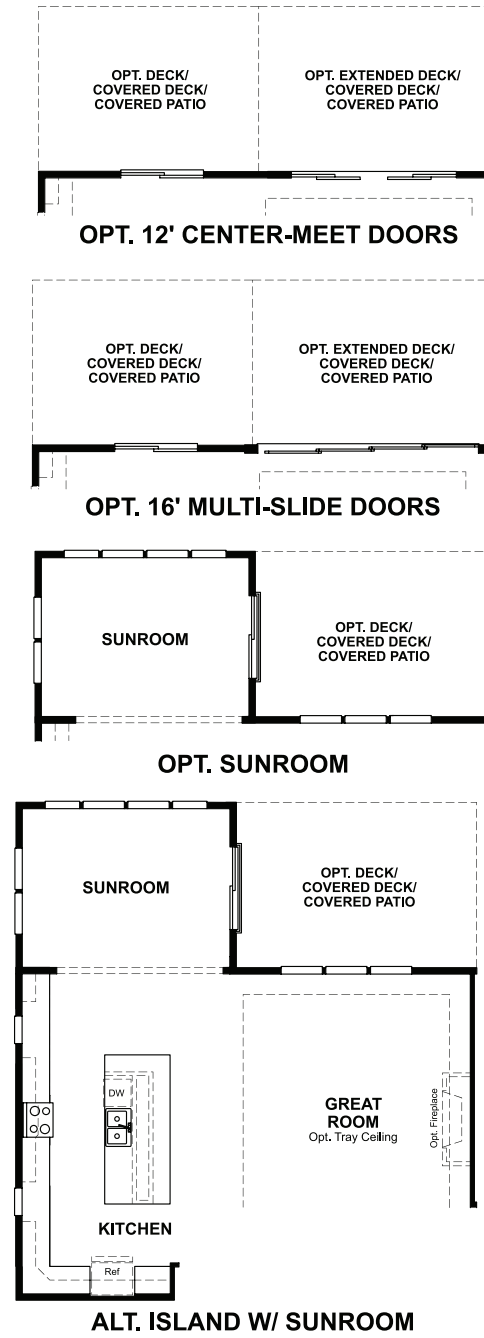 OPT. DECK/
COVERED DECK/
COVERED PATIO
OPT. EXTENDED DECK/
COVERED DECK/
COVERED PATIO
OPT. 12' CENTER-MEET DOORS
OPT. DECK/
COVERED DECK/
COVERED PATIO
OPT. EXTENDED DECK/
COVERED DECK/
COVERED PATIO
OPT. 16' MULTI-SLIDE DOORS
SUNROOM
OPT. DECK/
COVERED DECK/
COVERED PATIO
OPT. SUNROOM
SUNROOM
OPT. DECK/
COVERED DECK/
COVERED PATIO
DW
GREAT
ROOM
Opt. Tray Ceiling
Opt. Fireplace
KITCHEN
Ref
ALT. ISLAND W/ SUNROOM